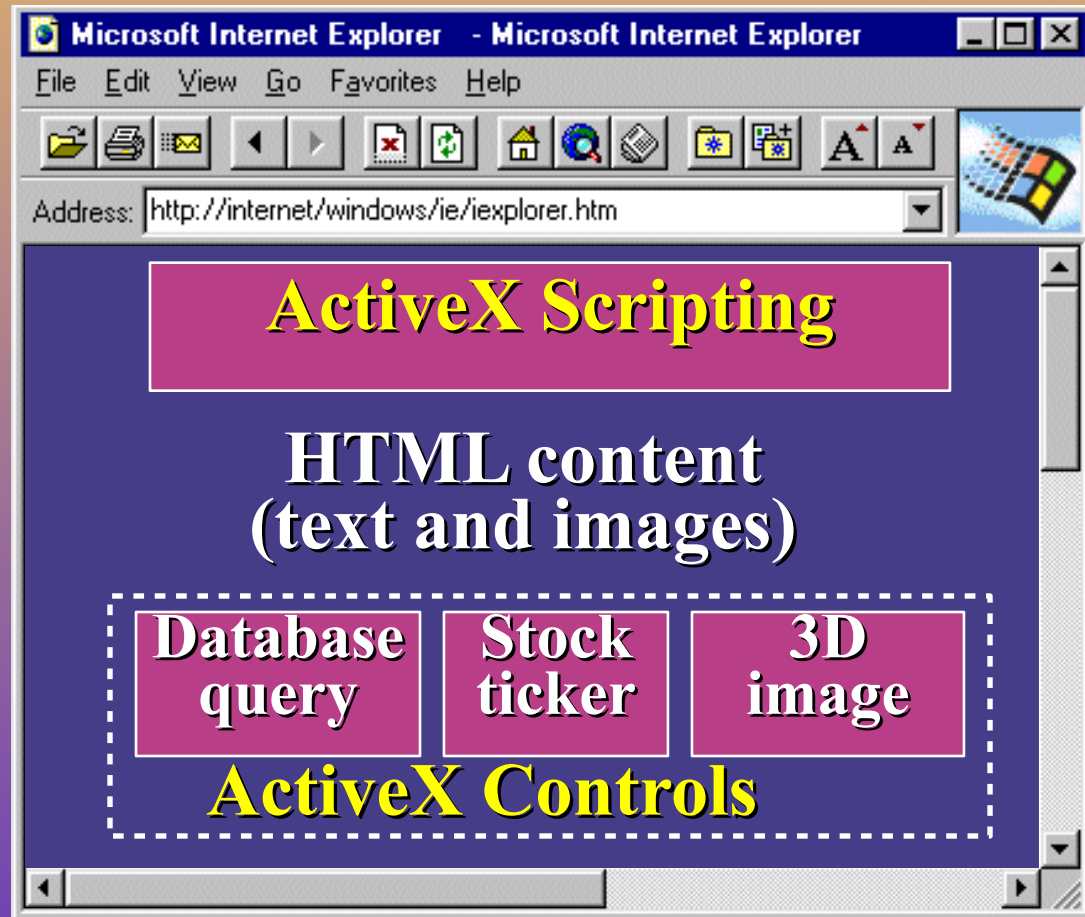 Microsoft Internet Explorer - Microsoft Internet Explorer
File Edit View Go Favorites Help
A A
Address: http://internet/windows/ie/iexplorer.htm
ActiveX Scripting
HTML content
(text and images)
Database
query
Stock
ticker
3D
image
ActiveX Controls